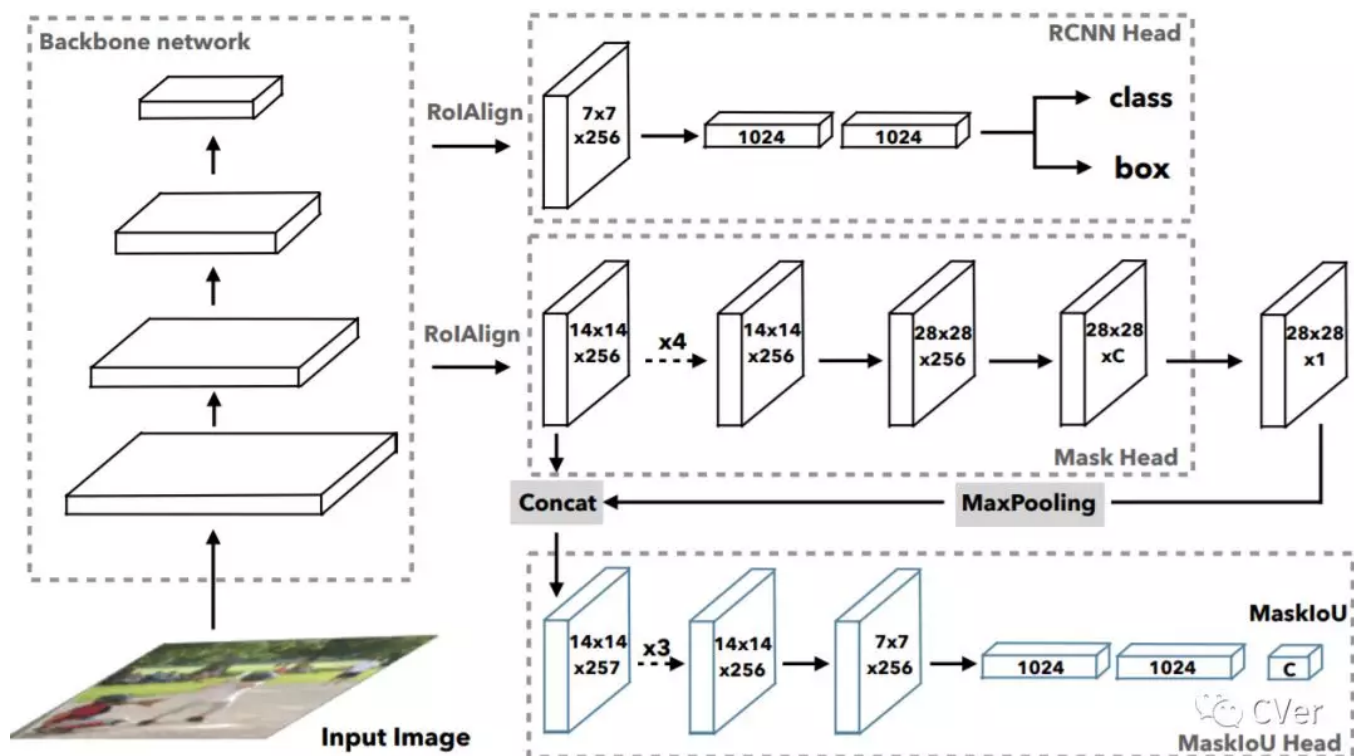 Backbone network
RoIAlign
RCNN Head
7x7
x256
1024
1024
class
box
RoIAlign
14x14
x256
x4
14x14
x256
28x28
x256
28x28
xC
28x28
x1
Mask Head
Concat
MaxPooling
14x14
x257
x3
14x14
x256
7x7
x256
1024
1024
C
MaskIoU
CVer
MaskIoU Head
Input Image